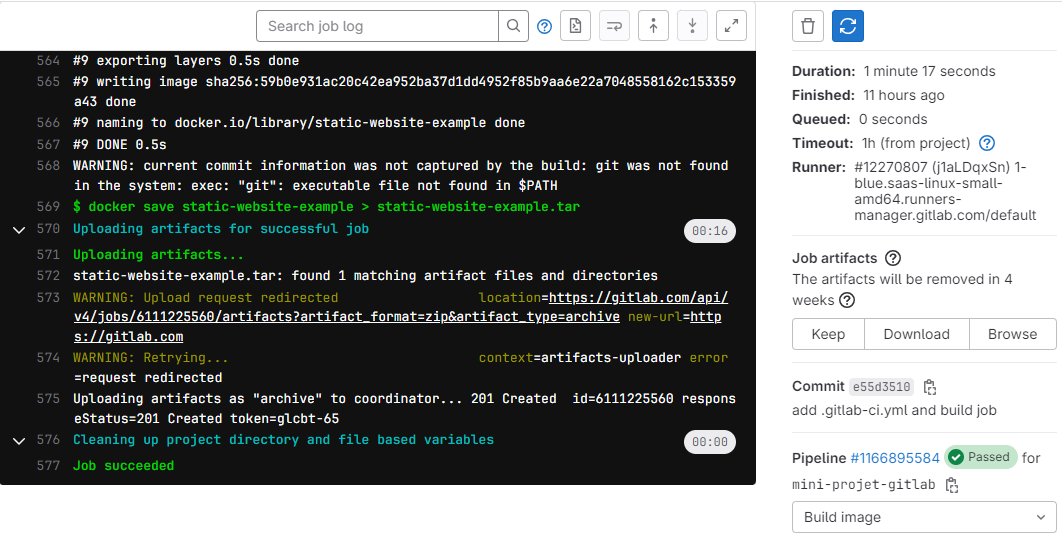 Search job log
564 #9 exporting layers 0.5s done
565 #9 writing image sha256:59b0e931ac20c42ea952ba37d1dd4952f85b9aa6e22a7048558162c153359
a43 done
566 #9 naming to docker.io/library/static-website-example done
567 #9 DONE 0.5s
568 WARNING: current commit information was not captured by the build: git was not found
in the system: exec: "git": executable file not found in $PATH
569 $ docker save static-website-example > static-website-example.tar
570 Uploading artifacts for successful job 00:16
571 Uploading artifacts...
572 static-website-example.tar: found 1 matching artifact files and directories
573 WARNING: Upload request redirected location=https://gitlab.com/api/
v4/jobs/6111225560/artifacts?artifact_format=zip&artifact_type=archive new-url=http
s://gitlab.com
574 WARNING: Retrying... context=artifacts-uploader error
=request redirected
575 Uploading artifacts as "archive" to coordinator... 201 Created id=6111225560 respons
eStatus=201 Created token=glcbt-65
576 Cleaning up project directory and file based variables 00:00
577 Job succeeded
Duration: 1 minute 17 seconds
Finished: 11 hours ago
Queued: 0 seconds
Timeout: 1h (from project)
Runner: #12270807 (j1aLDqxSn) 1-
blue.saas-linux-small-
amd64.runners-
manager.gitlab.com/default
Job artifacts
The artifacts will be removed in 4
weeks
Keep Download Browse
Commit e55d3510
add .gitlab-ci.yml and build job
Pipeline #1166895584 Passed for
mini-projet-gitlab
Build image